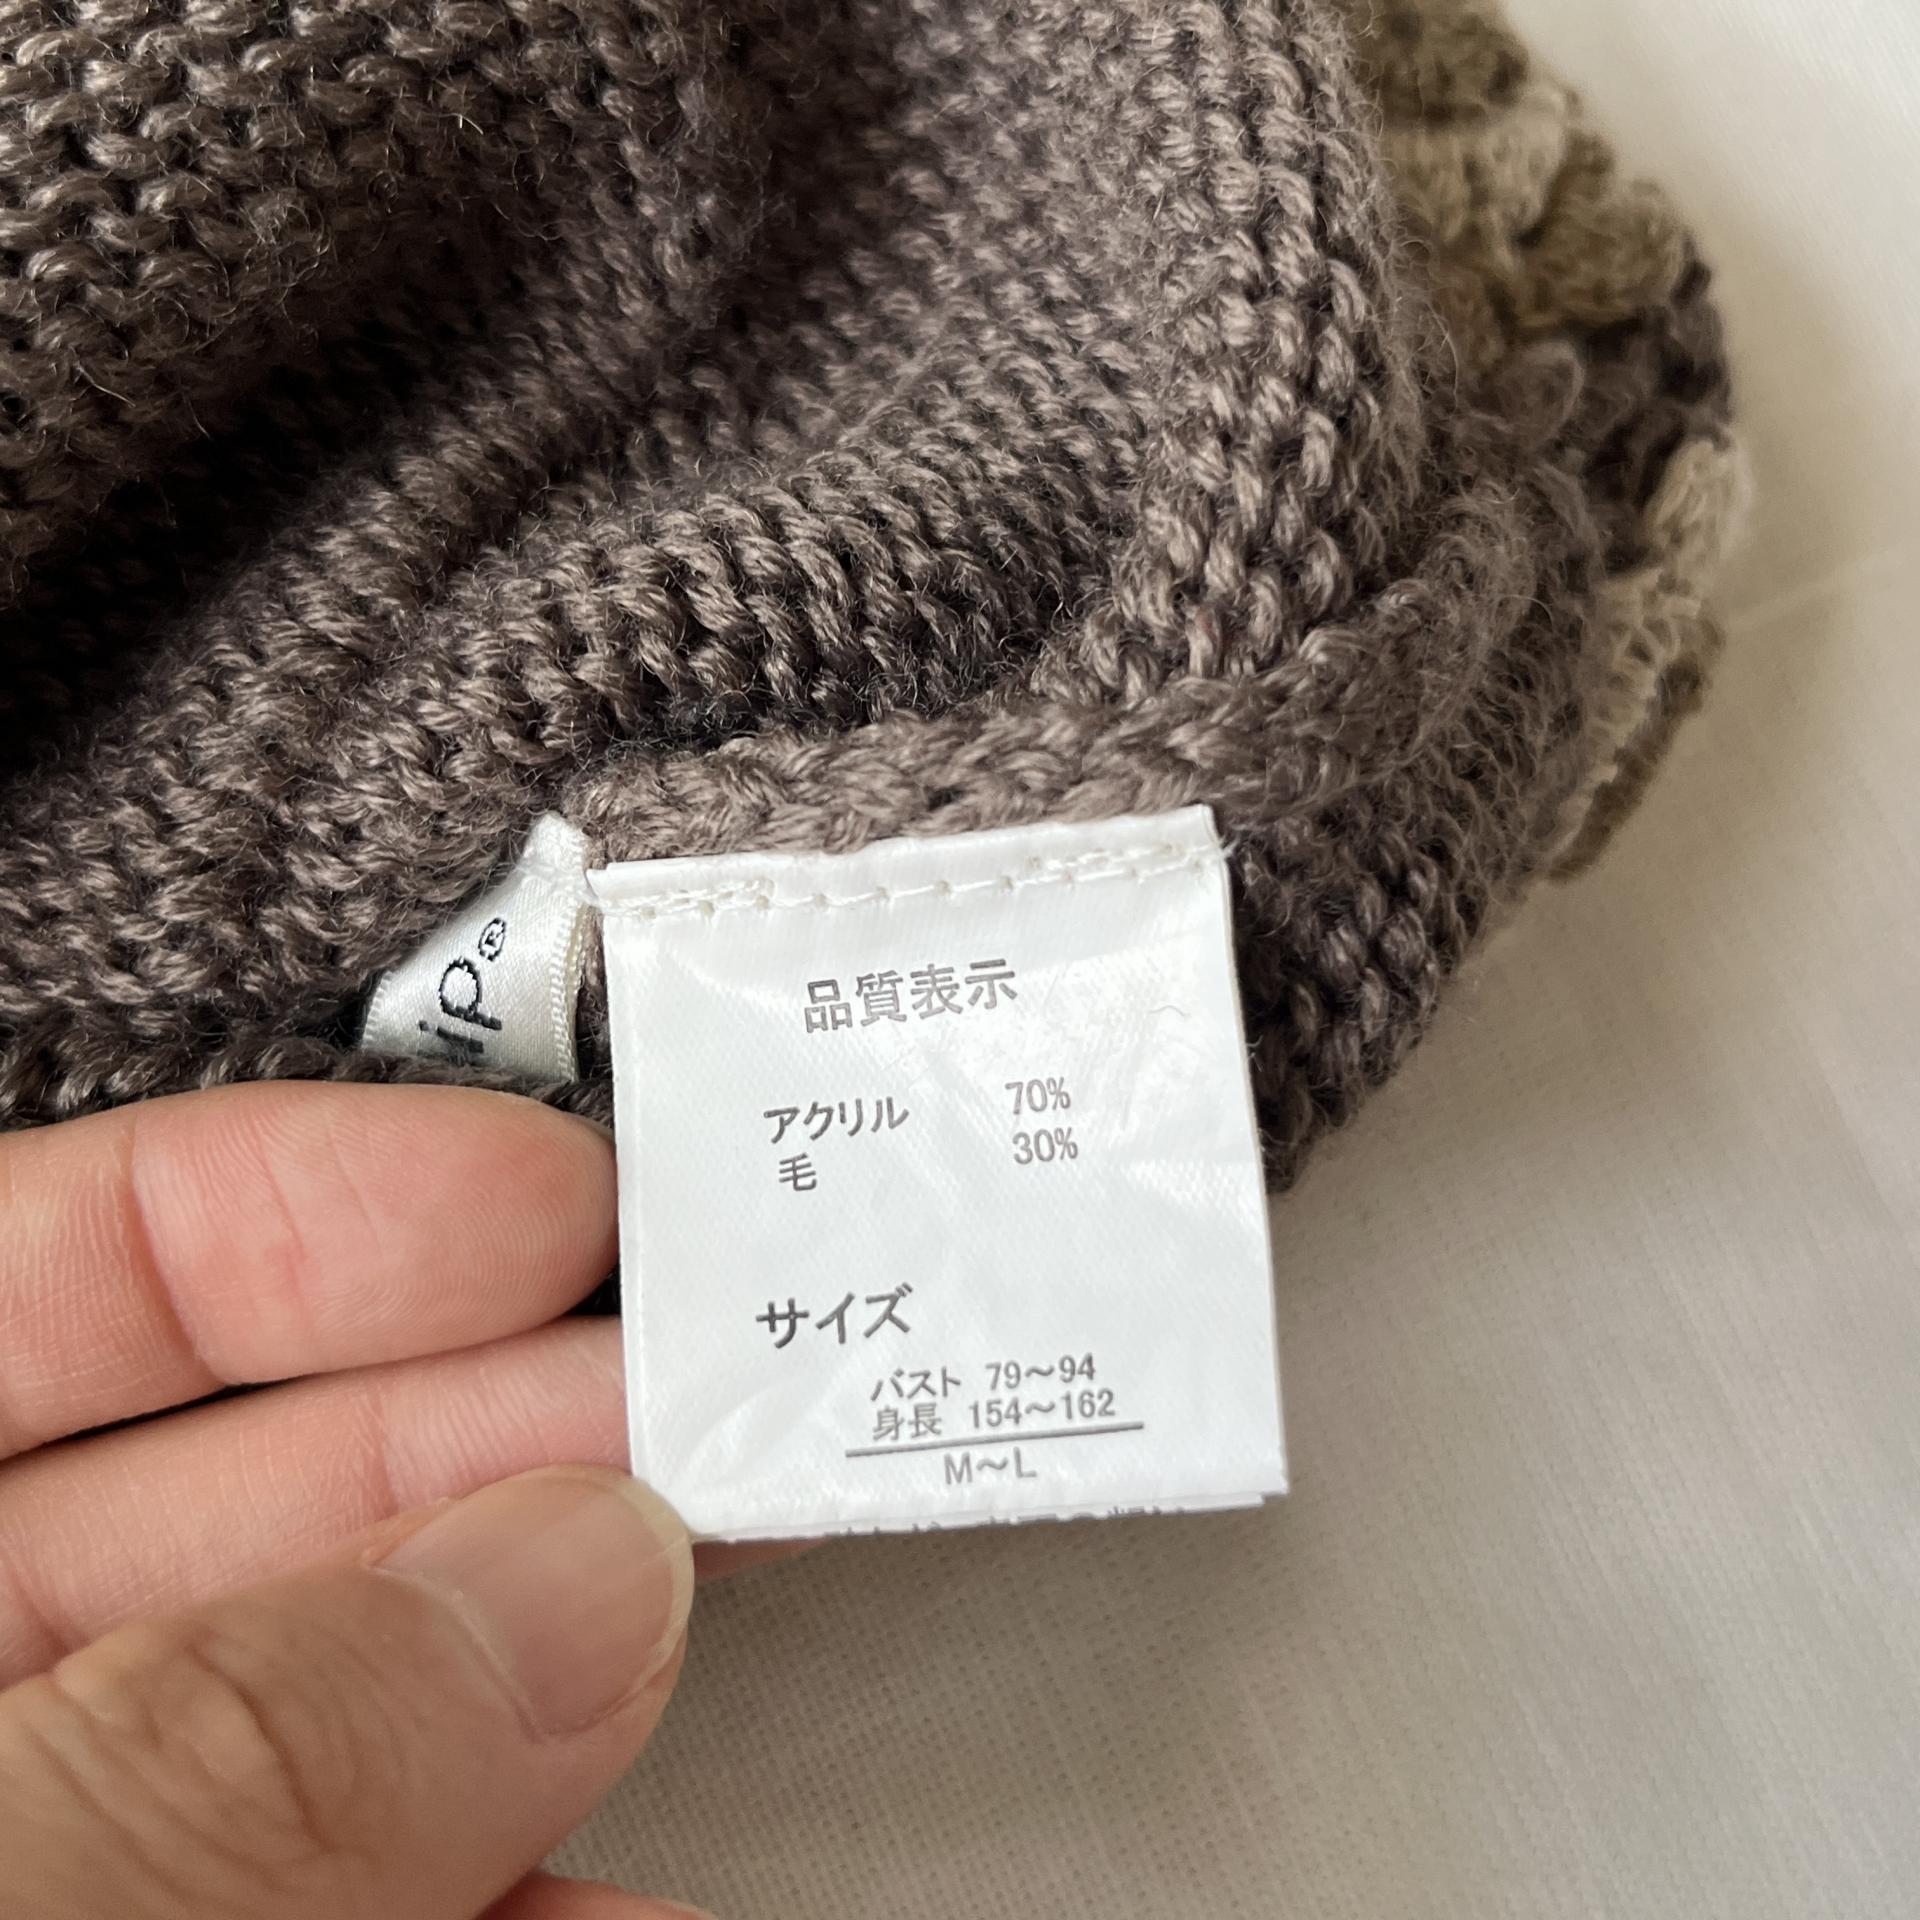 品質表示
アクリル 70%
毛 30%
サイズ
バスト 79〜94
身長 154〜162
M〜L